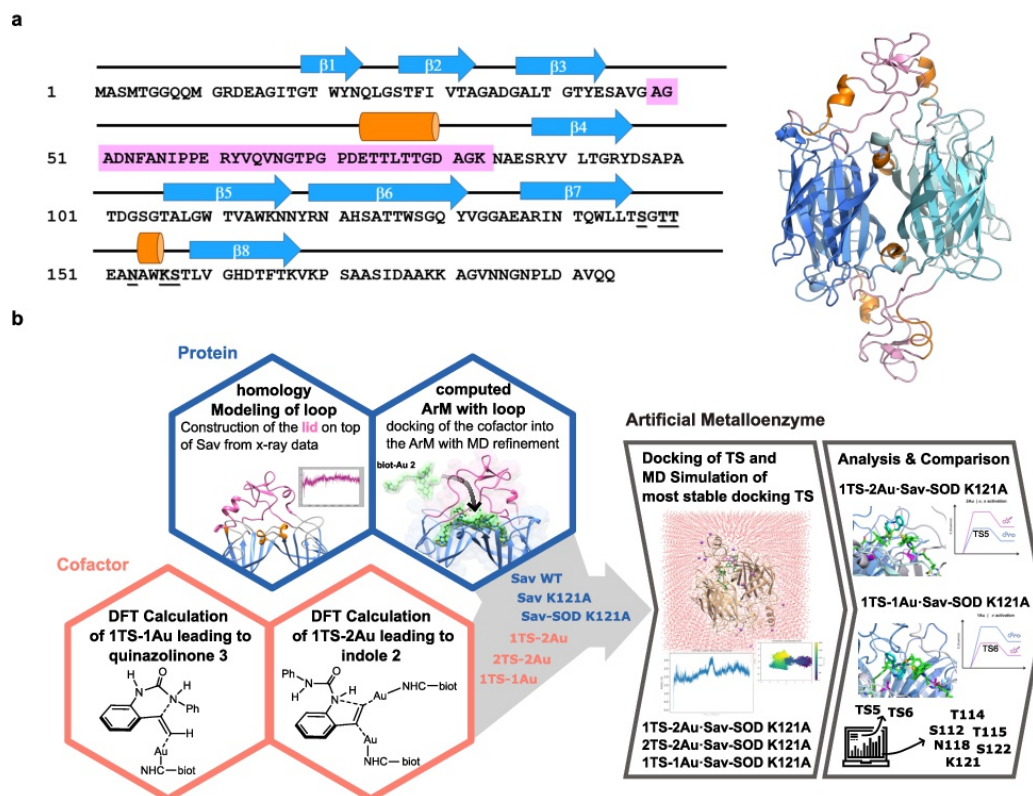 a
β1 β2 β3
1 MASMTGGQQM GRDEAGITGT WYNQLGSTFI VTAGADGALT GTYESAVGAG
β4
51 ADNFANIPPE RYVQVNGTPG PDETTLTTGD AGKNAESRYV LTGRYDSAPA
β5 β6 β7
101 TDGSGTALGW TVAWKNNYRN AHSATTWSGQ YVGGAEARIN TQWLLTSGTT
β8
151 EANAWKSTLV GHDTFTKVKP SAASIDAAKK AGVNNGNPLD AVQQ
b
Protein
homology
Modeling of loop
Construction of the lid on top
of Sav from x-ray data
computed
ArM with loop
docking of the cofactor into
the ArM with MD refinement
biot-Au 2
Cofactor
DFT Calculation
of 1TS-1Au leading to
quinazolinone 3
H
N
O
N
H
Ph
H
Au
NHC—biot
DFT Calculation
of 1TS-2Au leading to
indole 2
Ph
N
H
O
H
N
Au
NHC—biot
Au
NHC—biot
Sav WT
Sav K121A
Sav-SOD K121A
1TS-2Au
2TS-2Au
1TS-1Au
Artificial Metalloenzyme
Docking of TS and
MD Simulation of
most stable docking TS
1TS-2Au·Sav-SOD K121A
2TS-2Au·Sav-SOD K121A
1TS-1Au·Sav-SOD K121A
Analysis & Comparison
1TS-2Au·Sav-SOD K121A
TS5
1TS-1Au·Sav-SOD K121A
TS6
TS5 TS6
T114
S112 T115
N118 S122
K121